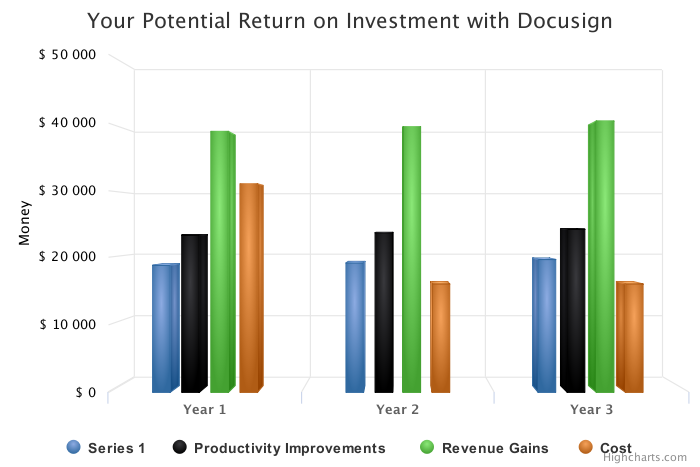 Your Potential Return on Investment with Docusign
$ 50 000
$ 40 000
$ 30 000
$ 20 000
$ 10 000
$ 0
Money
Year 1
Year 2
Year 3
Series 1
Productivity Improvements
Revenue Gains
Cost
Highcharts.com